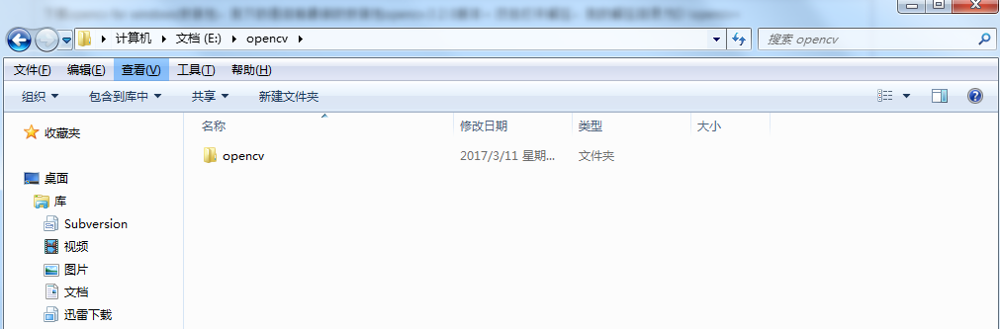 计算机 文档 (E:) opencv 搜索 opencv
文件(F) 编辑(E) 查看(V) 工具(T) 帮助(H)
组织 包含到库中 共享 新建文件夹
收藏夹
桌面
库
Subversion
视频
图片
文档
迅雷下载
名称 修改日期 类型 大小
opencv 2017/3/11 星期... 文件夹